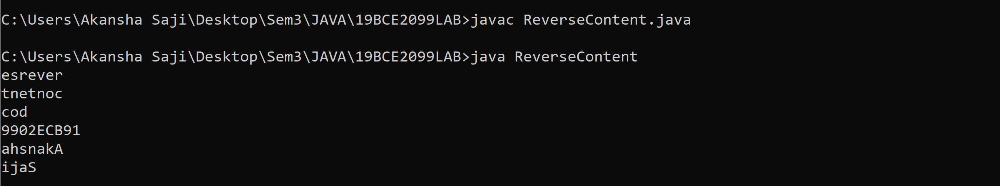 C:\Users\Akansha Saji\Desktop\Sem3\JAVA\19BCE2099LAB>javac ReverseContent.java
C:\Users\Akansha Saji\Desktop\Sem3\JAVA\19BCE2099LAB>java ReverseContent
esrever
tnetnoc
cod
9902ECB91
ahsnakA
ijaS